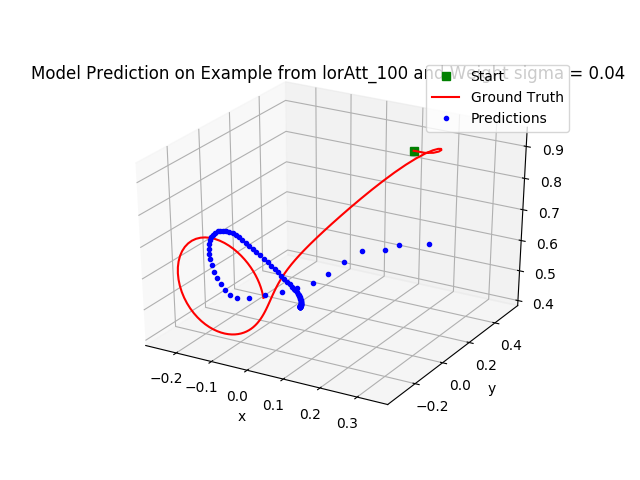 Model Prediction on Example from lorAtt_100 and Weight sigma = 0.04
Start
Ground Truth
Predictions
0.9
0.8
0.7
0.6
0.5
0.4
0.4
0.2
0.0
−0.2
y
−0.2
−0.1
0.0
0.1
0.2
0.3
x